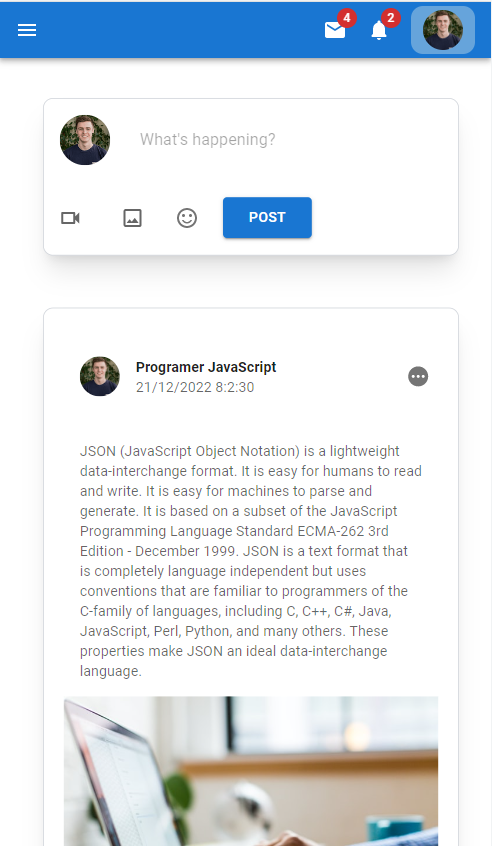 4
2
What's happening?
POST
Programer JavaScript
21/12/2022 8:2:30
JSON (JavaScript Object Notation) is a lightweight
data-interchange format. It is easy for humans to read
and write. It is easy for machines to parse and
generate. It is based on a subset of the JavaScript
Programming Language Standard ECMA-262 3rd
Edition - December 1999. JSON is a text format that
is completely language independent but uses
conventions that are familiar to programmers of the
C-family of languages, including C, C++, C#, Java,
JavaScript, Perl, Python, and many others. These
properties make JSON an ideal data-interchange
language.